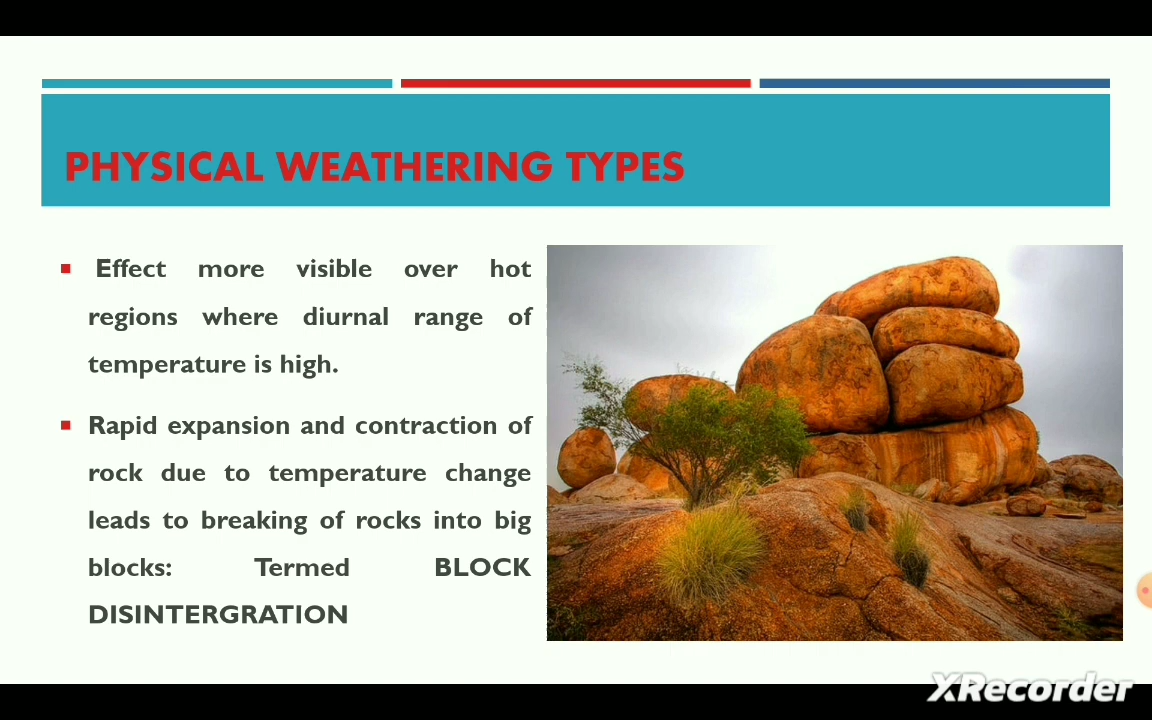 PHYSICAL WEATHERING TYPES
Effect more visible over hot
regions where diurnal range of
temperature is high.
Rapid expansion and contraction of
rock due to temperature change
leads to breaking of rocks into big
blocks: Termed BLOCK
DISINTERGRATION
XRecorder